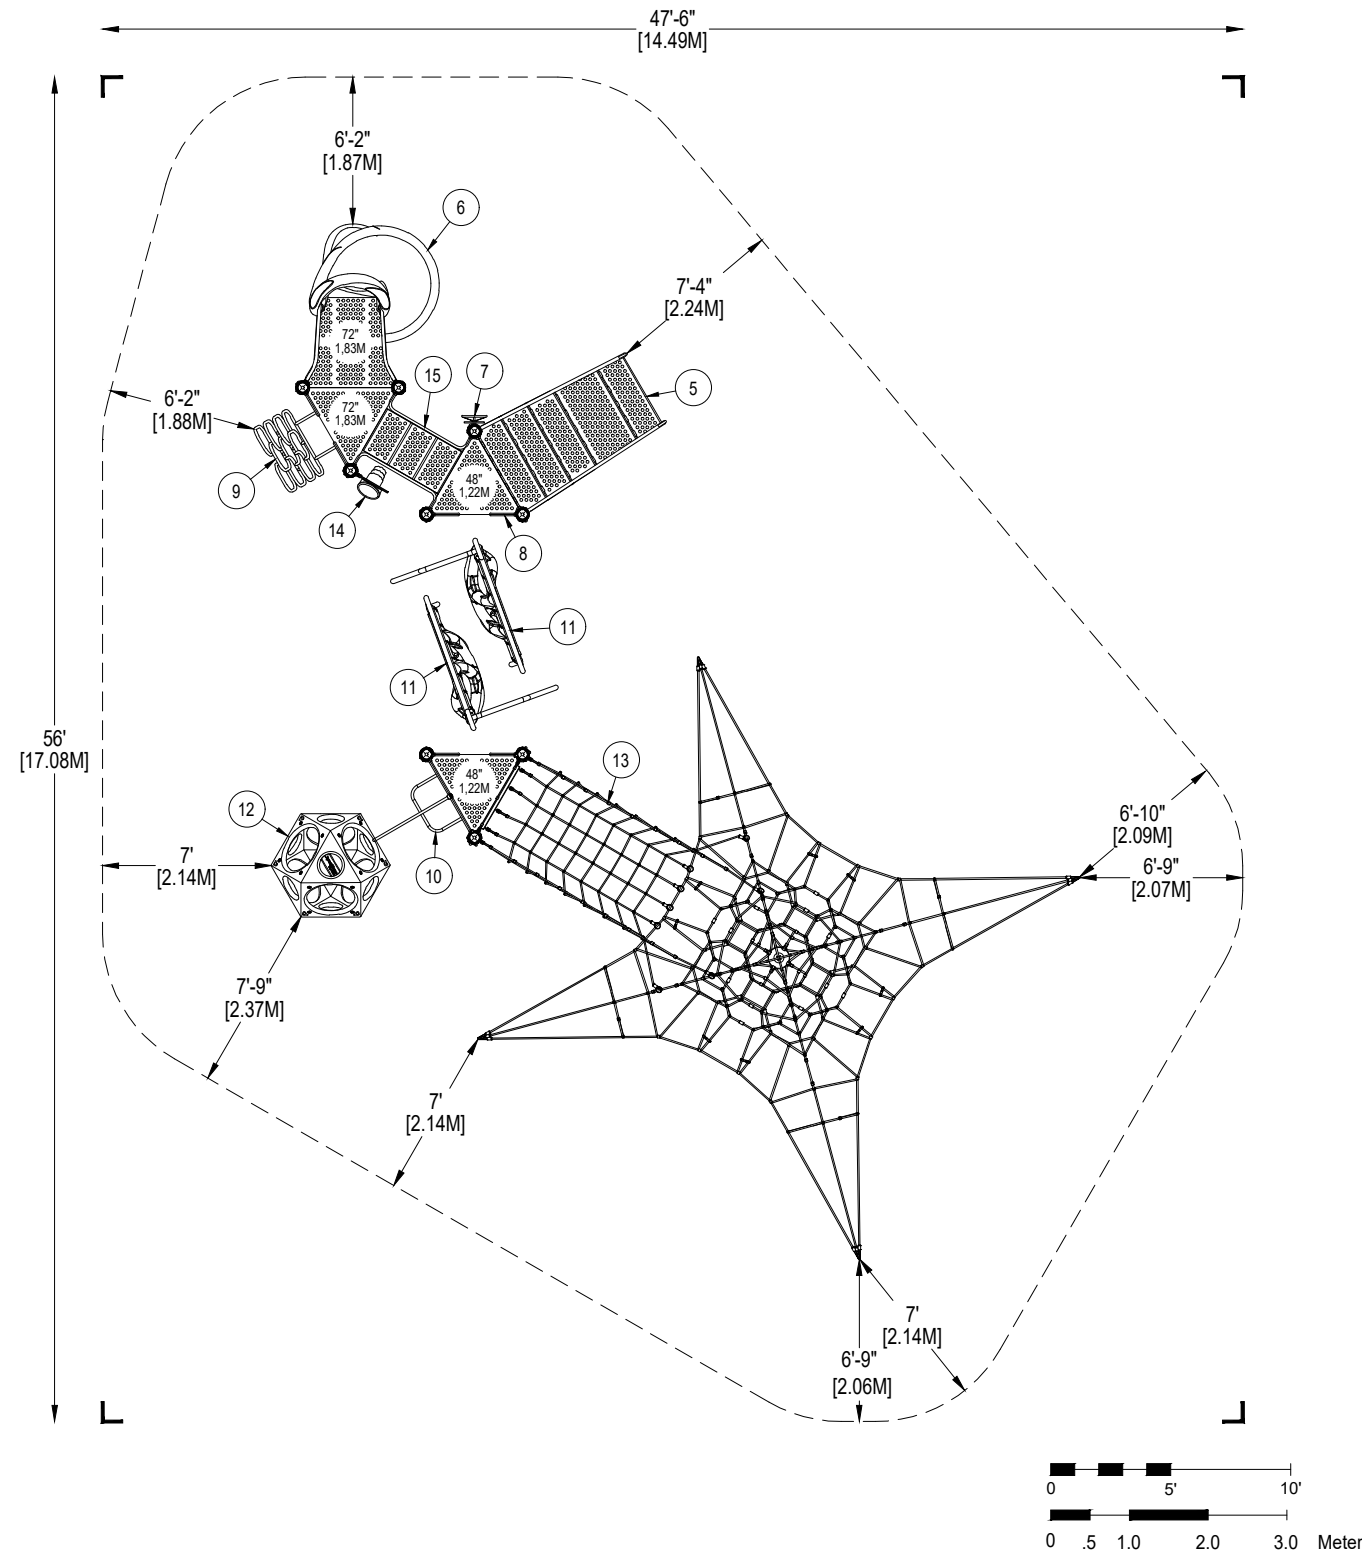 47'-6"
[14.49M]
6'-2"
[1.87M]
6
7'-4"
[2.24M]
72"
1,83M
15
7
5
6'-2"
[1.88M]
72"
1,83M
9
48"
1,22M
14
8
11
11
56'
[17.08M]
13
48"
1,22M
12
6'-10"
[2.09M]
7'
[2.14M]
10
6'-9"
[2.07M]
7'-9"
[2.37M]
7'
[2.14M]
7'
[2.14M]
6'-9"
[2.06M]
0 5' 10'
0 .5 1.0 2.0 3.0 Meter